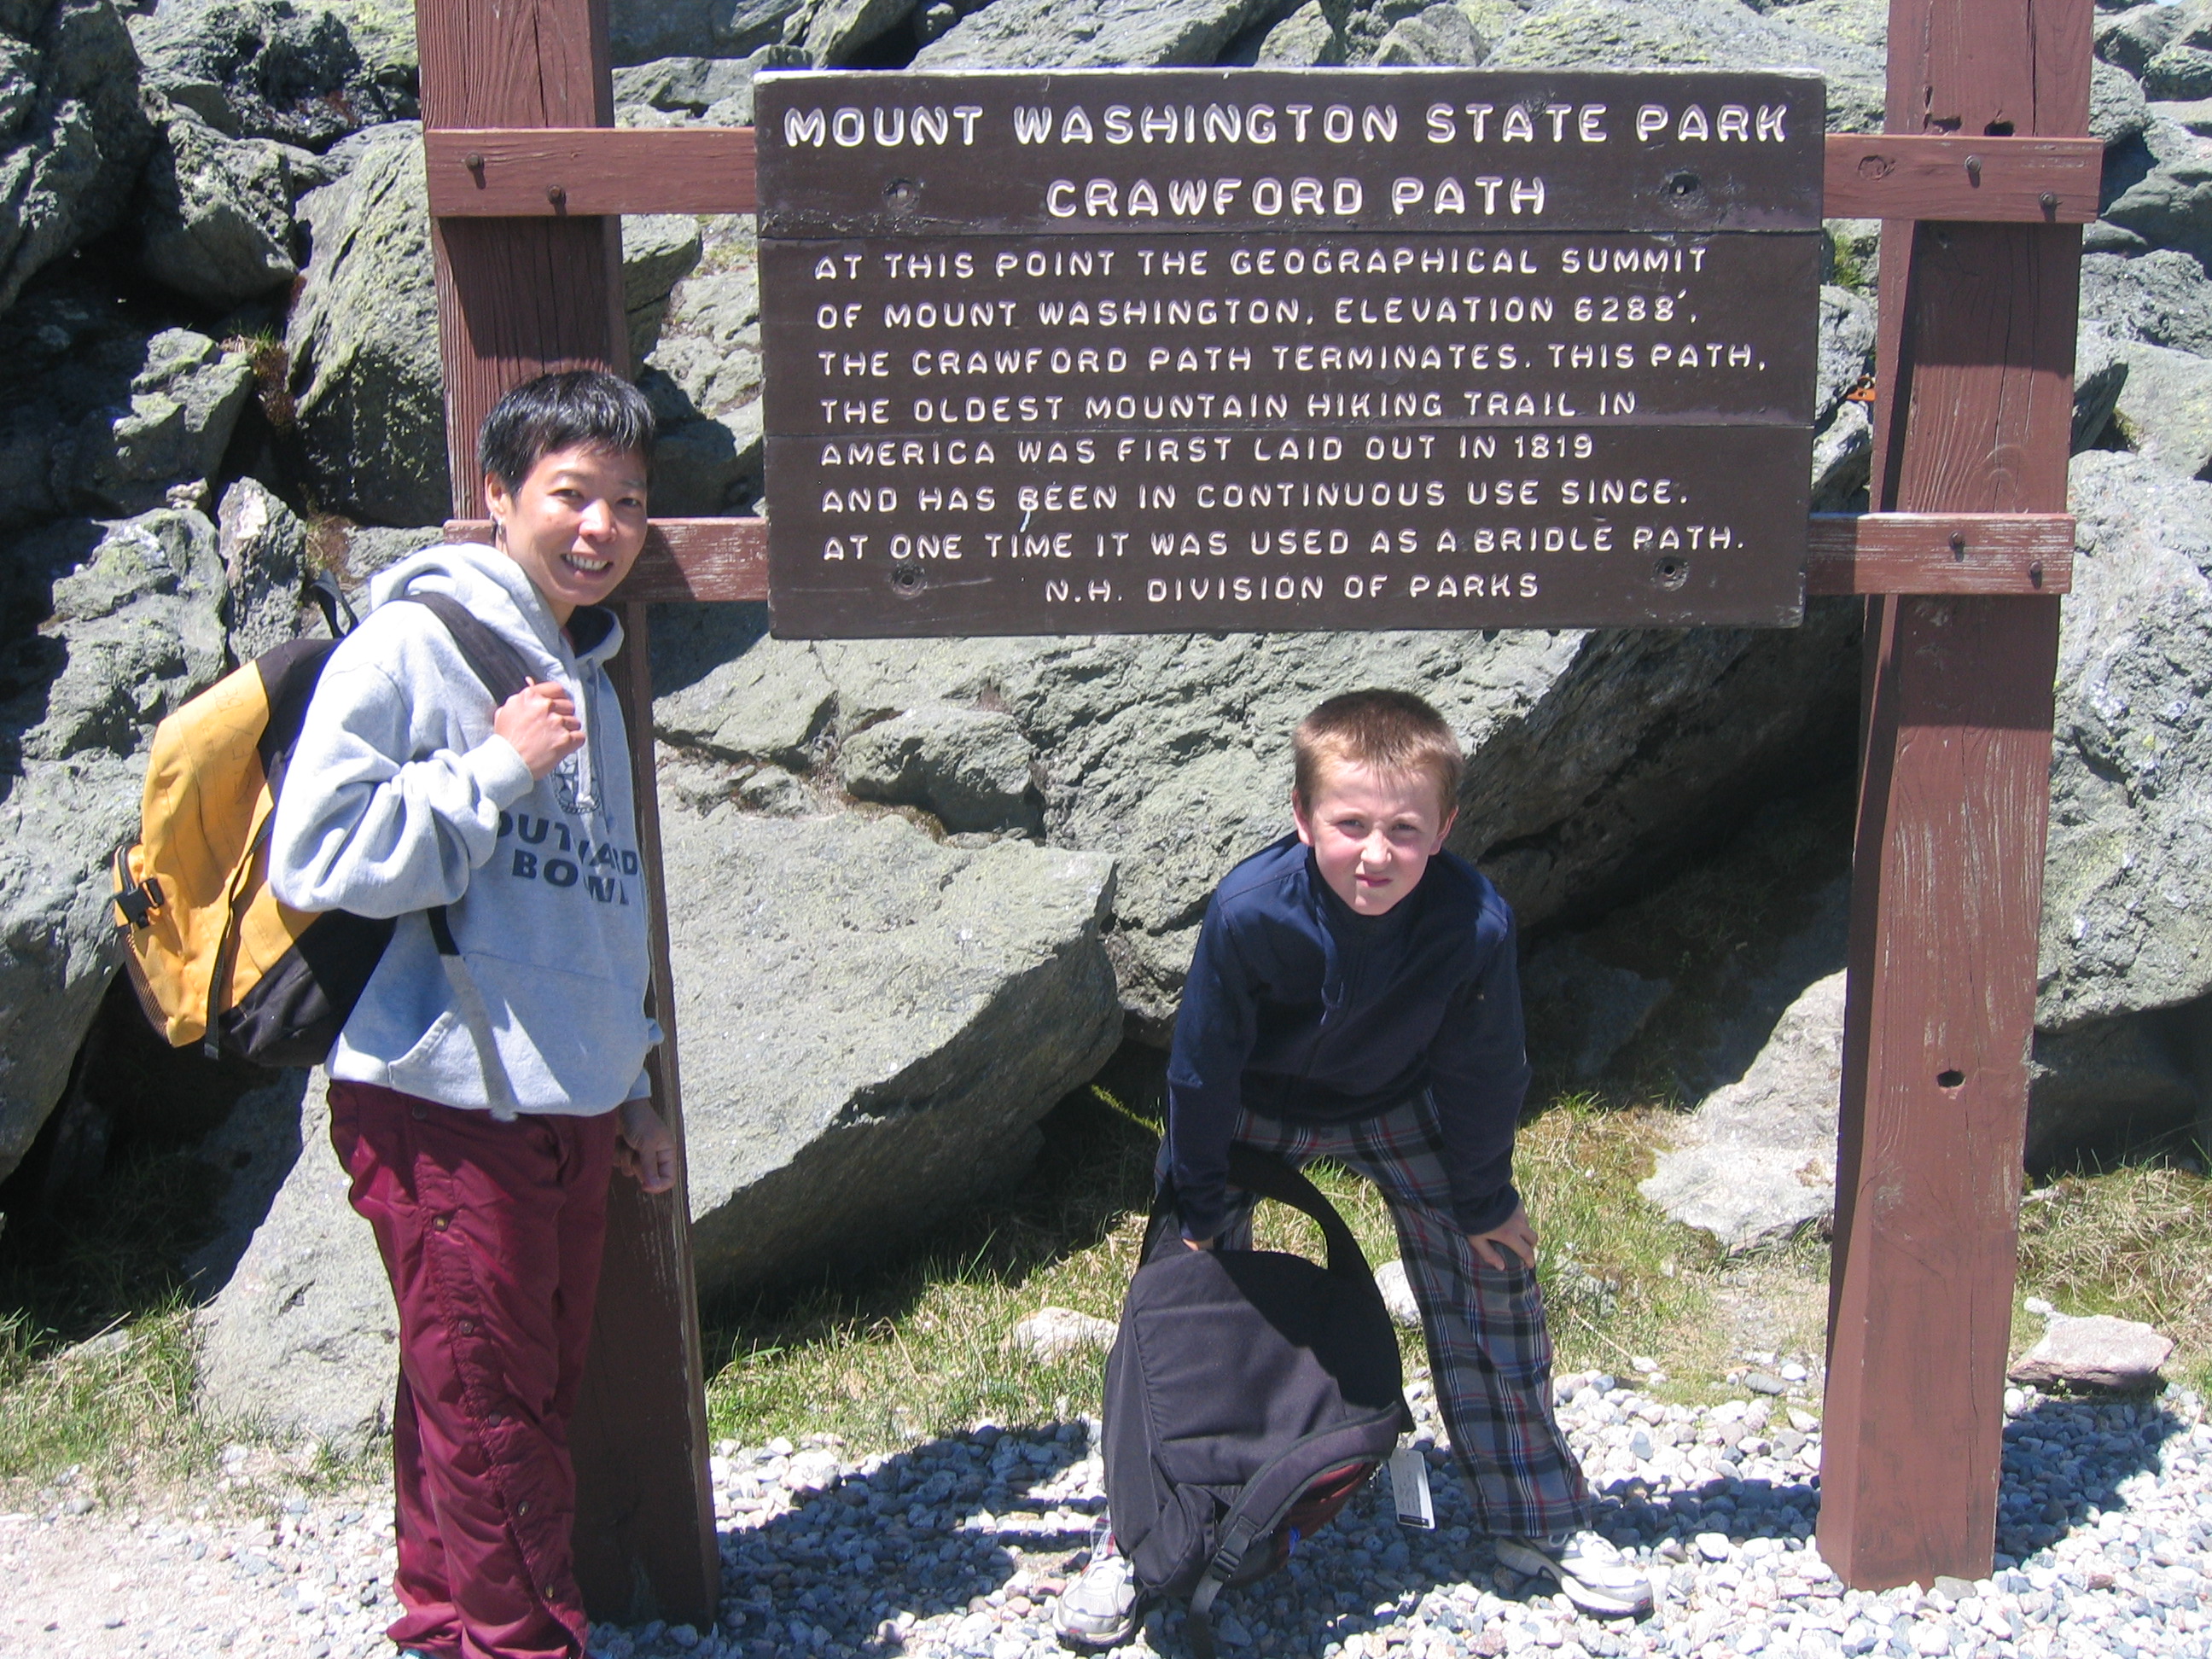 MOUNT WASHINGTON STATE PARK
CRAWFORD PATH
AT THIS POINT THE GEOGRAPHICAL SUMMIT
OF MOUNT WASHINGTON, ELEVATION 6288',
THE CRAWFORD PATH TERMINATES. THIS PATH,
THE OLDEST MOUNTAIN HIKING TRAIL IN
AMERICA WAS FIRST LAID OUT IN 1819
AND HAS BEEN IN CONTINUOUS USE SINCE.
AT ONE TIME IT WAS USED AS A BRIDLE PATH.
N.H. DIVISION OF PARKS